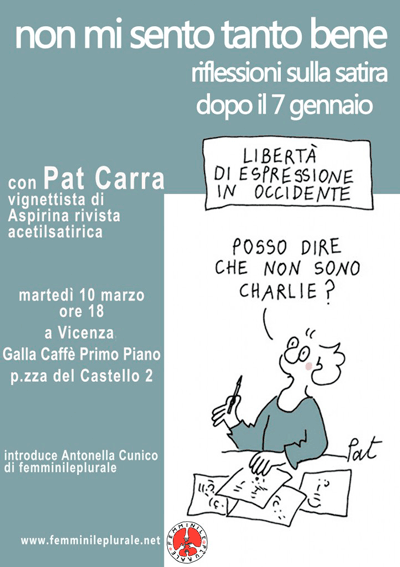 non mi sento tanto bene
riflessioni sulla satira
dopo il 7 gennaio
con Pat Carra
vignettista di
Aspirina rivista
acetilsatirica
martedì 10 marzo
ore 18
a Vicenza
Galla Caffè Primo Piano
p.zza del Castello 2
introduce Antonella Cunico
di femminileplurale
www.femminileplurale.net
LIBERTÀ
DI ESPRESSIONE
IN OCCIDENTE
POSSO DIRE
CHE NON SONO
CHARLIE?
Pat
FEMMINILE PLURALE